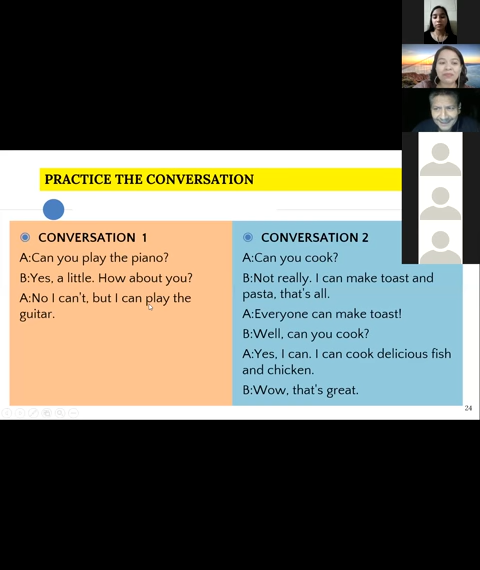 PRACTICE THE CONVERSATION
CONVERSATION 1
A:Can you play the piano?
B:Yes, a little. How about you?
A:No I can't, but I can play the
guitar.
CONVERSATION 2
A:Can you cook?
B:Not really. I can make toast and
pasta, that's all.
A:Everyone can make toast!
B:Well, can you cook?
A:Yes, I can. I can cook delicious fish
and chicken.
B:Wow, that's great.
24